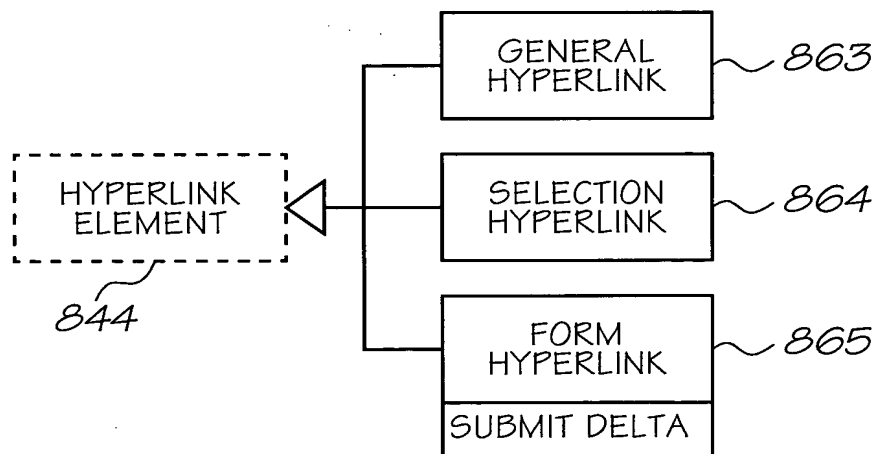 GENERAL
HYPERLINK
863
HYPERLINK
ELEMENT
844
SELECTION
HYPERLINK
864
FORM
HYPERLINK
865
SUBMIT DELTA